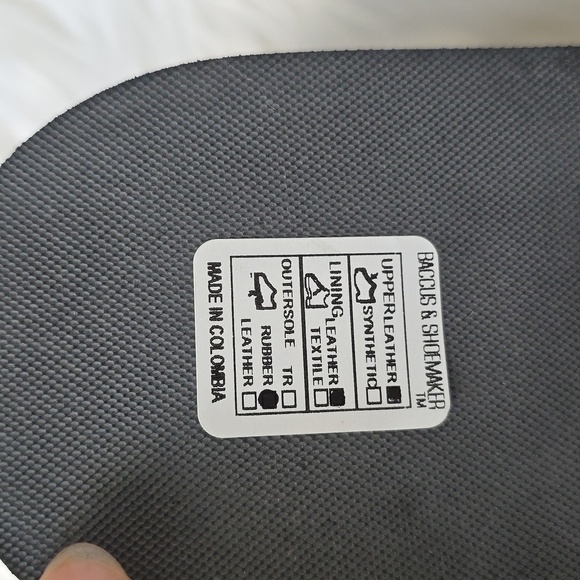 BACCUS & SHOEMAKER
TM
UPPER LEATHER
SYNTHETIC
LINING LEATHER
TEXTILE
OUTERSOLE TR
RUBBER
LEATHER
MADE IN COLOMBIA